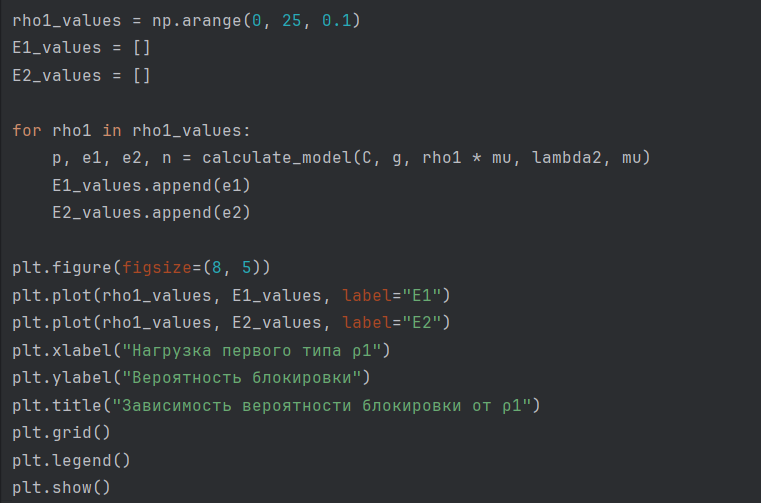 rho1_values = np.arange(0, 25, 0.1)
E1_values = []
E2_values = []
for rho1 in rho1_values:
    p, e1, e2, n = calculate_model(C, g, rho1 * mu, lambda2, mu)
    E1_values.append(e1)
    E2_values.append(e2)
plt.figure(figsize=(8, 5))
plt.plot(rho1_values, E1_values, label="E1")
plt.plot(rho1_values, E2_values, label="E2")
plt.xlabel("Нагрузка первого типа ρ1")
plt.ylabel("Вероятность блокировки")
plt.title("Зависимость вероятности блокировки от ρ1")
plt.grid()
plt.legend()
plt.show()